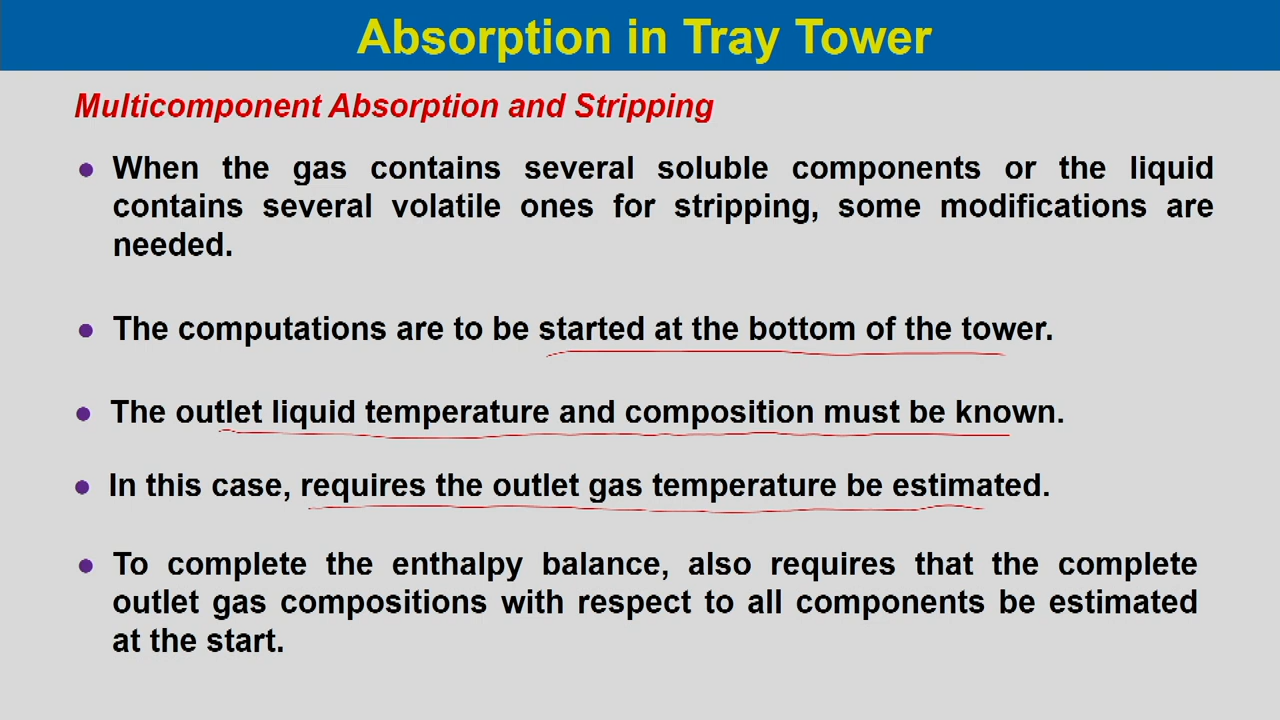 Absorption in Tray Tower
Multicomponent Absorption and Stripping
• When the gas contains several soluble components or the liquid
contains several volatile ones for stripping, some modifications are
needed.
• The computations are to be started at the bottom of the tower.
• The outlet liquid temperature and composition must be known.
• In this case, requires the outlet gas temperature be estimated.
• To complete the enthalpy balance, also requires that the complete
outlet gas compositions with respect to all components be estimated
at the start.